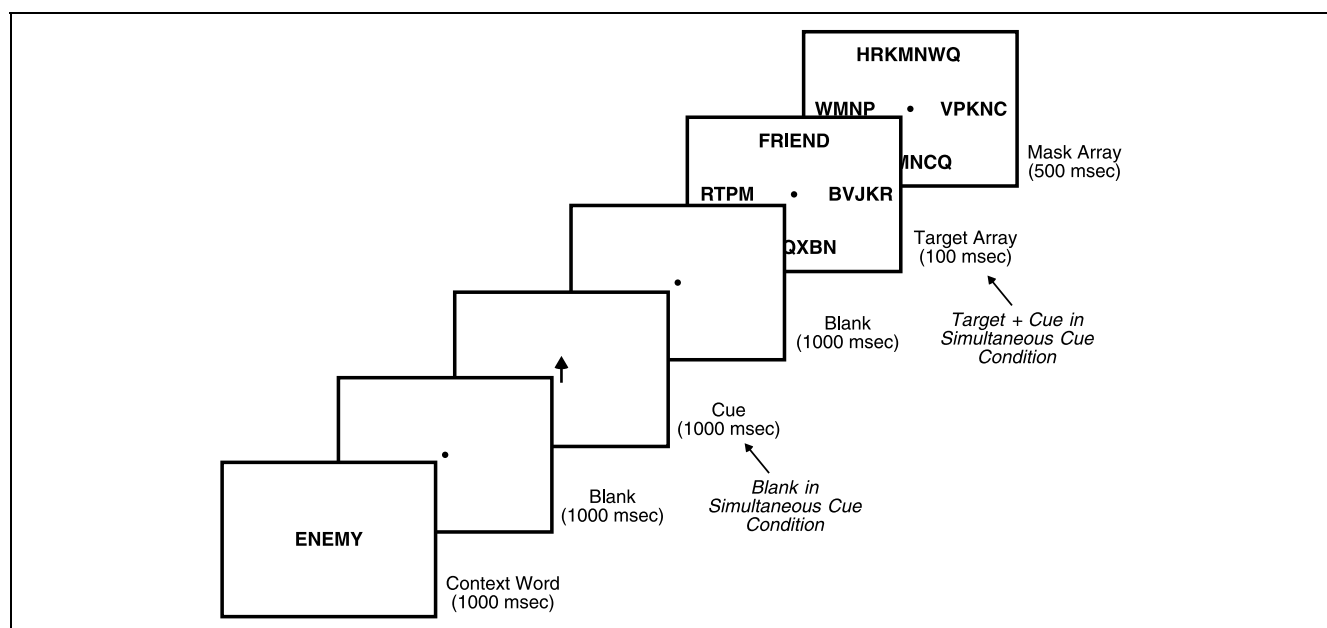 HRKMNWQ
WMNP • VPKNC
MNCQ
Mask Array
(500 msec)
FRIEND
RTPM • BVJKR
QXBN
Target Array
(100 msec)
Target + Cue in
Simultaneous Cue
Condition
Blank
(1000 msec)
Cue
(1000 msec)
Blank in
Simultaneous Cue
Condition
Blank
(1000 msec)
ENEMY
Context Word
(1000 msec)